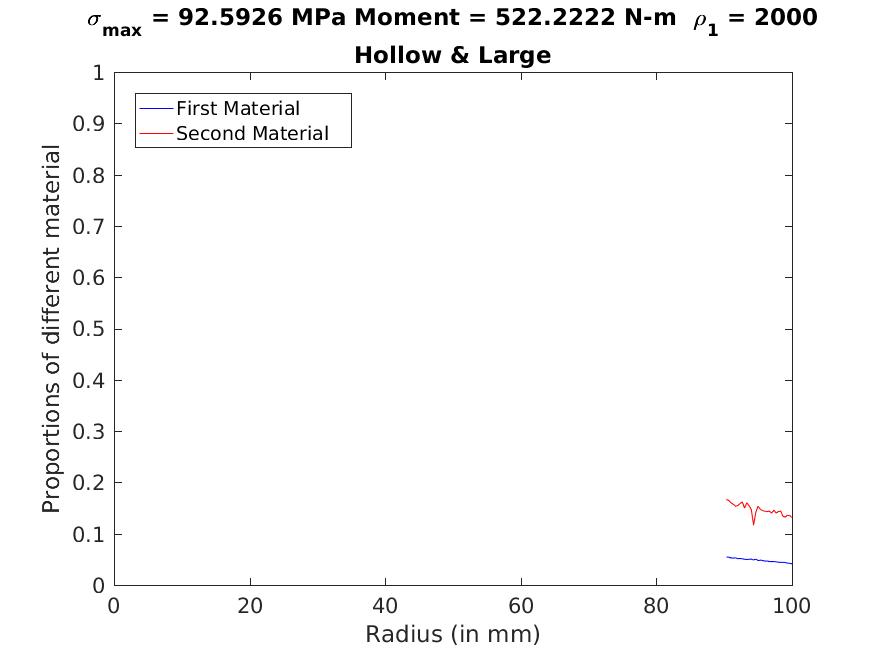 σmax = 92.5926 MPa Moment = 522.2222 N-m ρ1 = 2000
Hollow & Large
First Material
Second Material
Proportions of different material
1
0.9
0.8
0.7
0.6
0.5
0.4
0.3
0.2
0.1
0
0 20 40 60 80 100
Radius (in mm)